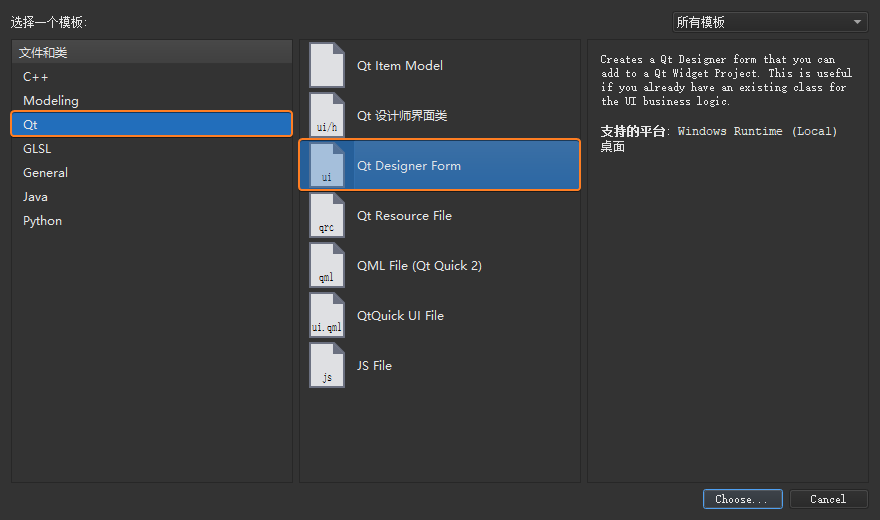 选择一个模板:
所有模板
文件和类
C++
Modeling
Qt
GLSL
General
Java
Python
Qt Item Model
ui/h
Qt 设计师界面类
ui
Qt Designer Form
qrc
Qt Resource File
qml
QML File (Qt Quick 2)
ui.qml
QtQuick UI File
js
JS File
Creates a Qt Designer form that you can
add to a Qt Widget Project. This is useful
if you already have an existing class for
the UI business logic.
支持的平台: Windows Runtime (Local)
桌面
Choose...
Cancel